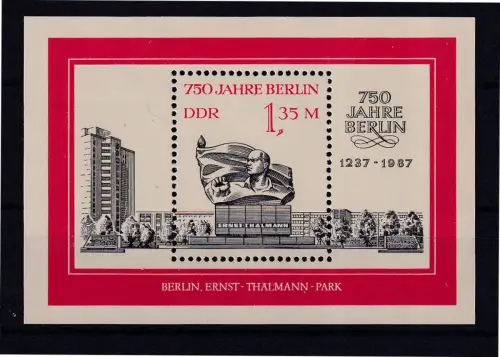 750 JAHRE BERLIN
DDR 1,35 M
ERNST THÄLMANN
750
JAHRE
BERLIN
1237 - 1987
BERLIN, ERNST - THÄLMANN - PARK